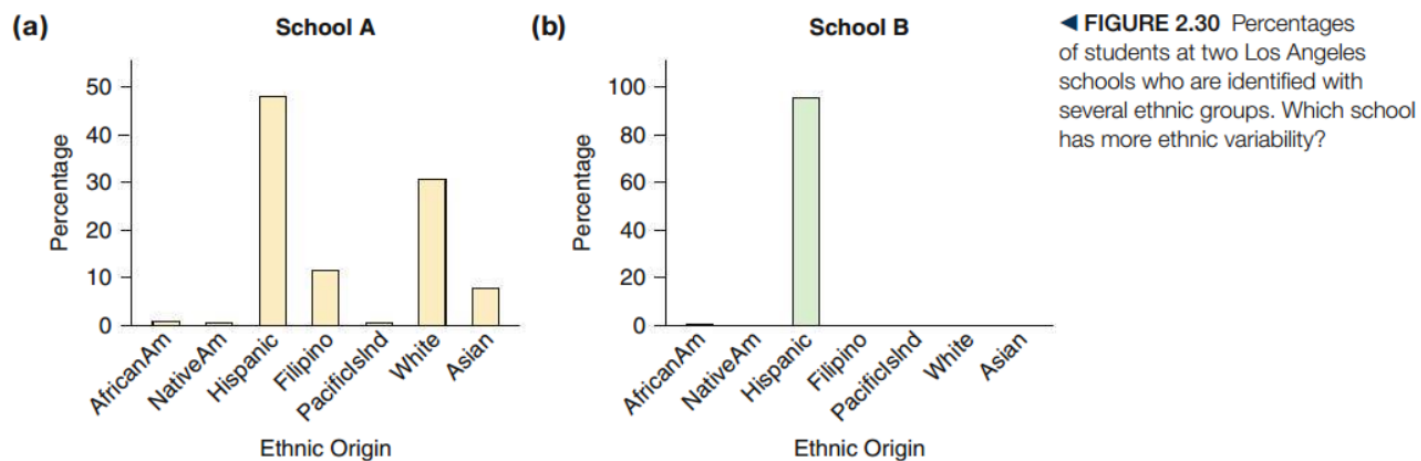 (a)
School A
Percentage
50
40
30
20
10
0
AfricanAm
NativeAm
Hispanic
Filipino
PacificIslnd
White
Asian
Ethnic Origin
(b)
School B
Percentage
100
80
60
40
20
0
AfricanAm
NativeAm
Hispanic
Filipino
PacificIslnd
White
Asian
Ethnic Origin
◀ FIGURE 2.30 Percentages
of students at two Los Angeles
schools who are identified with
several ethnic groups. Which school
has more ethnic variability?